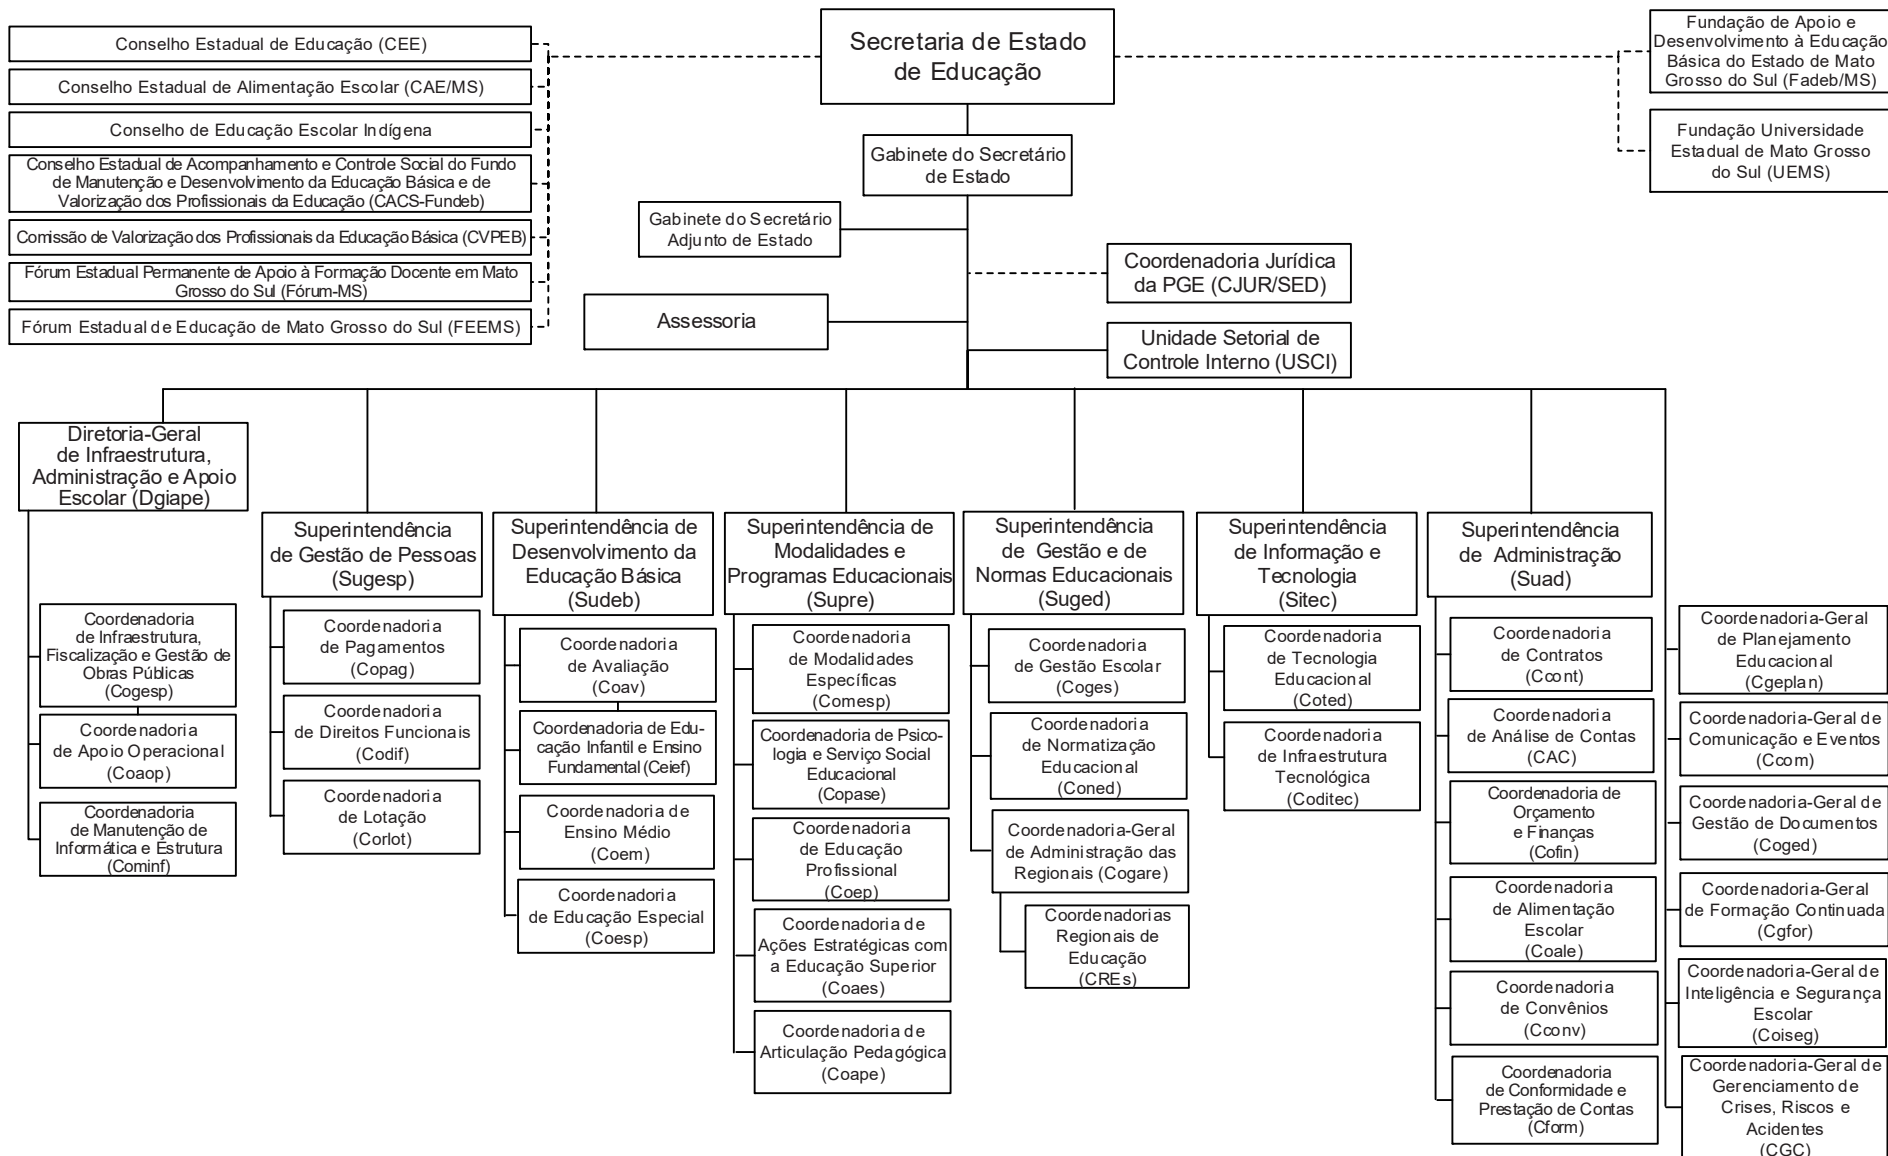 Conselho Estadual de Educação (CEE)
Conselho Estadual de Alimentação Escolar (CAE/MS)
Conselho de Educação Escolar Indígena
Conselho Estadual de Acompanhamento e Controle Social do Fundo
de Manutenção e Desenvolvimento da Educação Básica e de
Valorização dos Profissionais da Educação (CACS-Fundeb)
Comissão de Valorização dos Profissionais da Educação Básica (CVPEB)
Fórum Estadual Permanente de Apoio à Formação Docente em Mato
Grosso do Sul (Fórum-MS)
Fórum Estadual de Educação de Mato Grosso do Sul (FEEMS)
Secretaria de Estado
de Educação
Fundação de Apoio e
Desenvolvimento à Educação
Básica do Estado de Mato
Grosso do Sul (Fadeb/MS)
Fundação Universidade
Estadual de Mato Grosso
do Sul (UEMS)
Gabinete do Secretário
de Estado
Gabinete do Secretário
Adjunto de Estado
Coordenadoria Jurídica
da PGE (CJUR/SED)
Assessoria
Unidade Setorial de
Controle Interno (USCI)
Diretoria-Geral
de Infraestrutura,
Administração e Apoio
Escolar (Dgiape)
Coordenadoria
de Infraestrutura,
Fiscalização e Gestão de
Obras Públicas
(Cogesp)
Coordenadoria
de Apoio Operacional
(Coaop)
Coordenadoria
de Manutenção de
Informática e Estrutura
(Cominf)
Superintendência
de Gestão de Pessoas
(Sugesp)
Coordenadoria
de Pagamentos
(Copag)
Coordenadoria
de Direitos Funcionais
(Codif)
Coordenadoria
de Lotação
(Corlot)
Superintendência de
Desenvolvimento da
Educação Básica
(Sudeb)
Coordenadoria
de Avaliação
(Coav)
Coordenadoria de Edu-
cação Infantil e Ensino
Fundamental (Ceief)
Coordenadoria de
Ensino Médio
(Coem)
Coordenadoria
de Educação Especial
(Coesp)
Superintendência de
Modalidades e
Programas Educacionais
(Supre)
Coordenadoria
de Modalidades
Específicas
(Comesp)
Coordenadoria de Psico-
logia e Serviço Social
Educacional
(Copase)
Coordenadoria
de Educação
Profissional
(Coep)
Coordenadoria de
Ações Estratégicas com
a Educação Superior
(Coaes)
Coordenadoria de
Articulação Pedagógica
(Coape)
Superintendência
de Gestão e de
Normas Educacionais
(Suged)
Coordenadoria
de Gestão Escolar
(Coges)
Coordenadoria
de Normatização
Educacional
(Coned)
Coordenadoria-Geral
de Administração das
Regionais (Cogare)
Coordenadorias
Regionais de
Educação
(CREs)
Superintendência
de Informação e
Tecnologia
(Sitec)
Coordenadoria
de Tecnologia
Educacional
(Coted)
Coordenadoria
de Infraestrutura
Tecnológica
(Coditec)
Superintendência
de Administração
(Suad)
Coordenadoria
de Contratos
(Ccont)
Coordenadoria
de Análise de Contas
(CAC)
Coordenadoria de
Orçamento
e Finanças
(Cofin)
Coordenadoria
de Alimentação
Escolar
(Coale)
Coordenadoria
de Convênios
(Cconv)
Coordenadoria
de Conformidade e
Prestação de Contas
(Cform)
Coordenadoria-Geral
de Planejamento
Educacional
(Cgeplan)
Coordenadoria-Geral de
Comunicação e Eventos
(Ccom)
Coordenadoria-Geral de
Gestão de Documentos
(Coged)
Coordenadoria-Geral
de Formação Continuada
(Cgfor)
Coordenadoria-Geral de
Inteligência e Segurança
Escolar
(Coiseg)
Coordenadoria-Geral de
Gerenciamento de
Crises, Riscos e
Acidentes
(CGC)